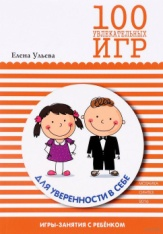 100
УВЛЕКАТЕЛЬНЫХ
ИГР
Елена Ульева
ДЛЯ УВЕРЕННОСТИ В СЕБЕ
ИГРЫ-ЗАНЯТИЯ С РЕБЁНКОМ